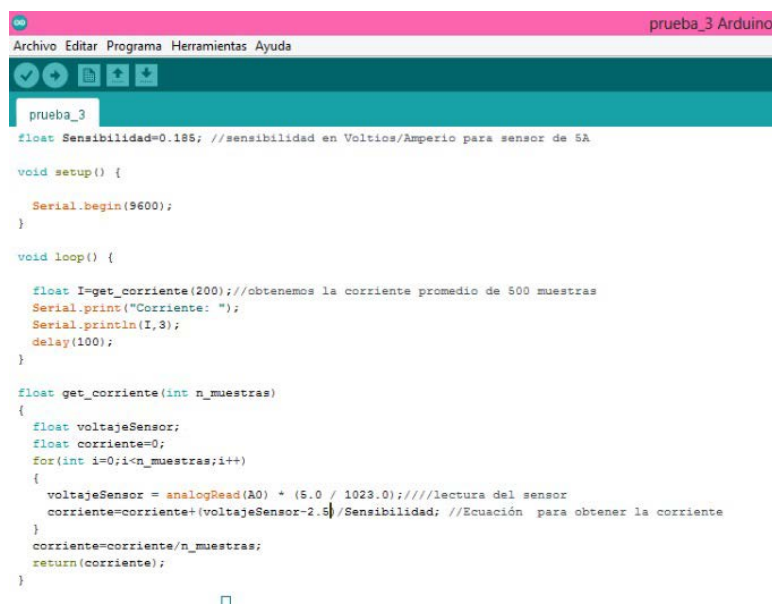 prueba_3 Arduino
Archivo Editar Programa Herramientas Ayuda
prueba_3
float Sensibilidad=0.185; //sensibilidad en Voltios/Amperio para sensor de 5A
void setup() {
Serial.begin(9600);
}
void loop() {
float I=get_corriente(200);//obtenemos la corriente promedio de 500 muestras
Serial.print("Corriente: ");
Serial.println(I,3);
delay(100);
}
float get_corriente(int n_muestras)
{
float voltajeSensor;
float corriente=0;
for(int i=0;i<n_muestras;i++)
{
voltajeSensor = analogRead(A0) * (5.0 / 1023.0);////lectura del sensor
corriente=corriente+(voltajeSensor-2.5)/Sensibilidad; //Ecuación  para obtener la corriente
}
corriente=corriente/n_muestras;
return(corriente);
}